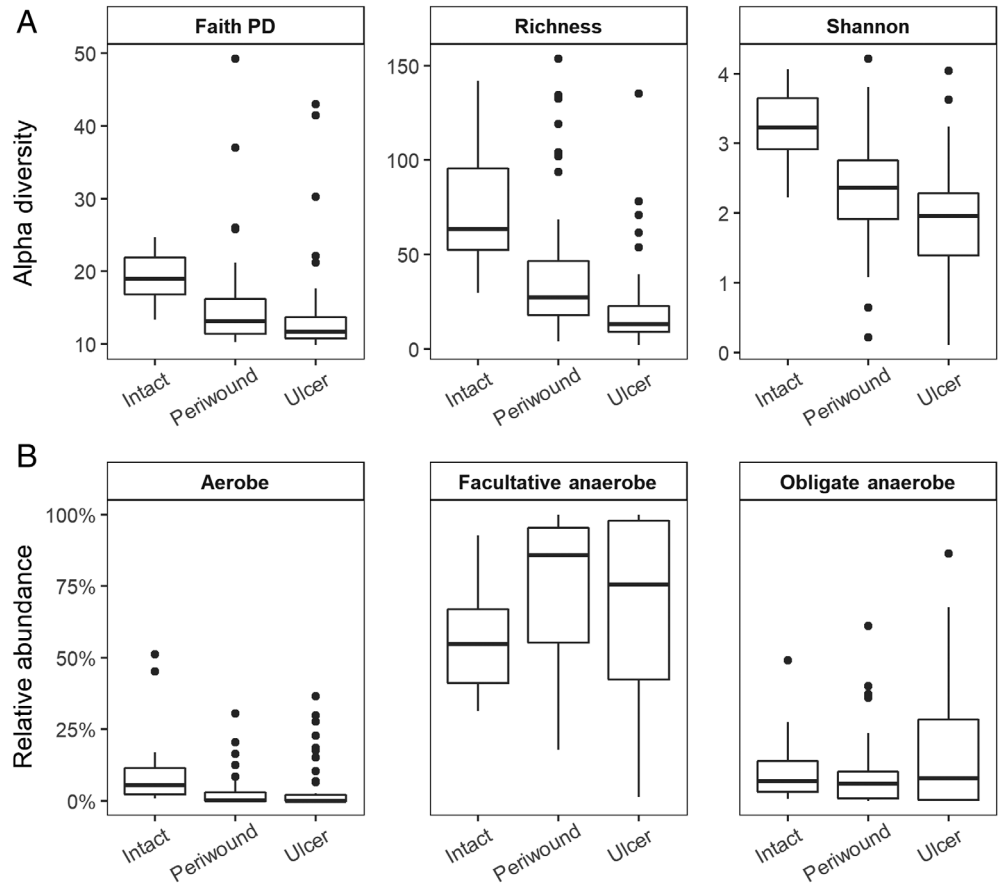 A
Faith PD
Richness
Shannon
Alpha diversity
50
40
30
20
10
150
100
50
0
4
3
2
1
0
Intact
Periwound
Ulcer
Intact
Periwound
Ulcer
Intact
Periwound
Ulcer
B
Aerobe
Facultative anaerobe
Obligate anaerobe
Relative abundance
100%
75%
50%
25%
0%
Intact
Periwound
Ulcer
Intact
Periwound
Ulcer
Intact
Periwound
Ulcer